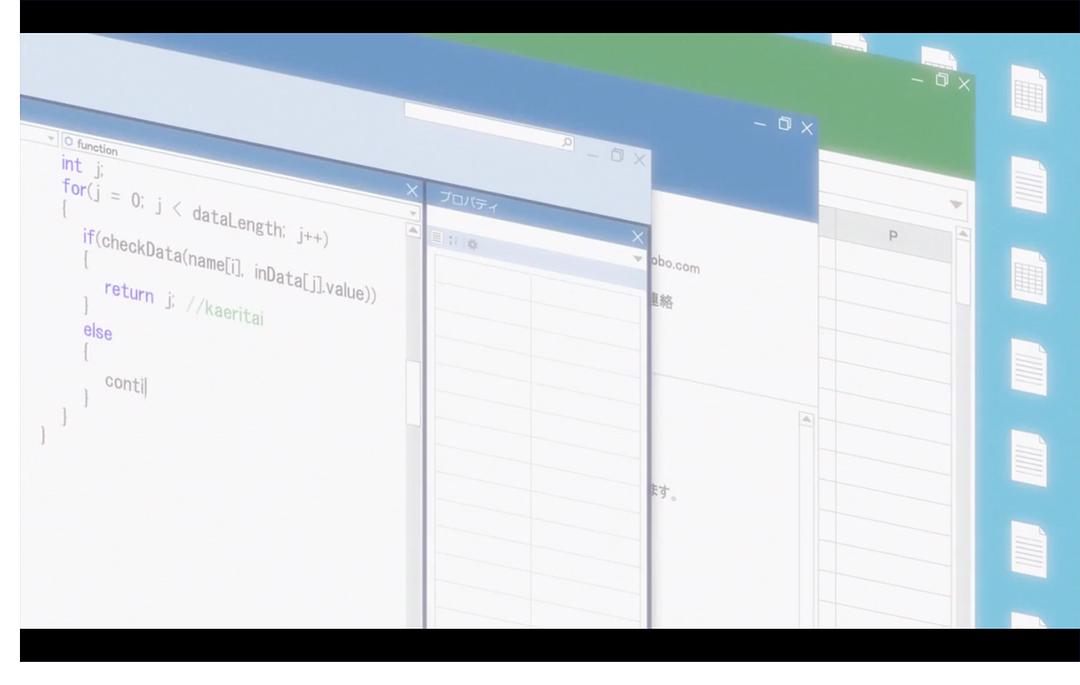 function
int j;
for(j = 0; j < dataLength; j++)
{
if(checkData(name[i], inData[j].value))
{
return j; //kaeritai
}
else
{
conti
}
}
}
プロパティ
obo.com
連絡
ます。
P